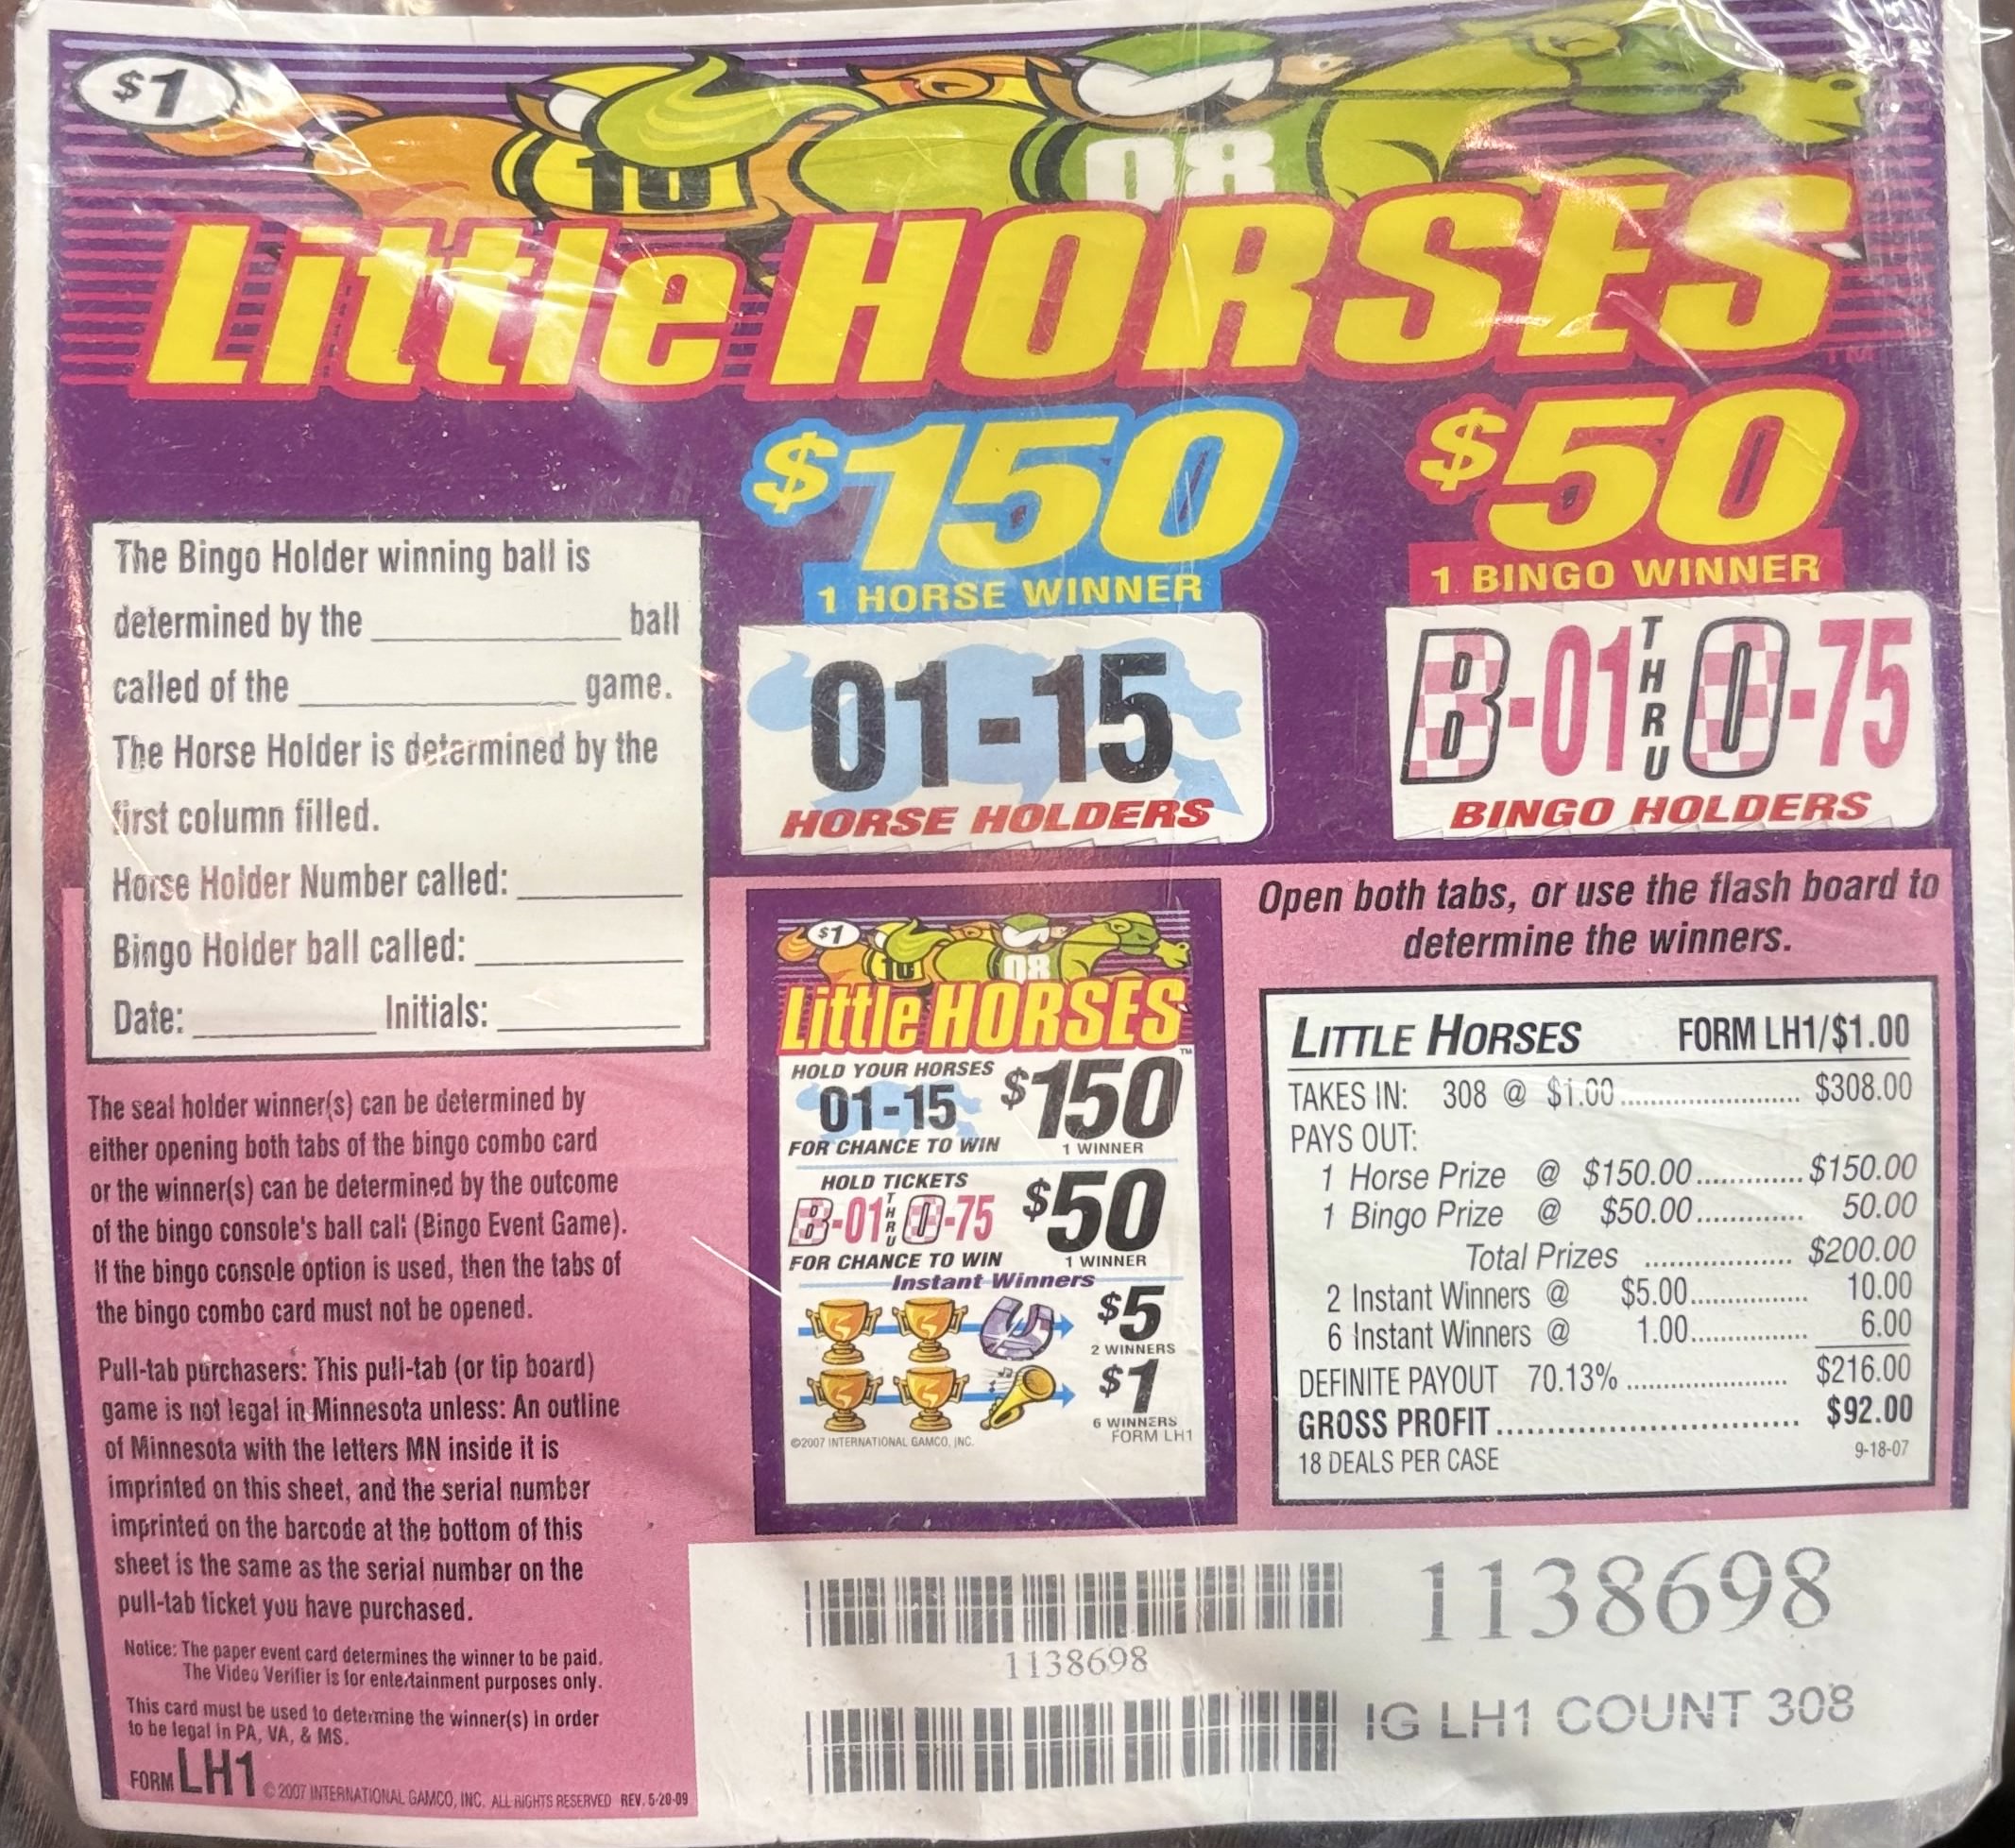 $1
10
08
Little HORSES™
$150
1 HORSE WINNER
01-15
HORSE HOLDERS
$50
1 BINGO WINNER
B-01 THRU O-75
BINGO HOLDERS
The Bingo Holder winning ball is
determined by the ____________ ball
called of the ____________ game.
The Horse Holder is determined by the
first column filled.
Horse Holder Number called: ________
Bingo Holder ball called: __________
Date: ________ Initials: ________
The seal holder winner(s) can be determined by
either opening both tabs of the bingo combo card
or the winner(s) can be determined by the outcome
of the bingo console's ball call (Bingo Event Game).
If the bingo console option is used, then the tabs of
the bingo combo card must not be opened.
Pull-tab purchasers: This pull-tab (or tip board)
game is not legal in Minnesota unless: An outline
of Minnesota with the letters MN inside it is
imprinted on this sheet, and the serial number
imprinted on the barcode at the bottom of this
sheet is the same as the serial number on the
pull-tab ticket you have purchased.
Notice: The paper event card determines the winner to be paid.
The Video Verifier is for entertainment purposes only.
This card must be used to determine the winner(s) in order
to be legal in PA, VA, & MS.
FORM LH1 © 2007 INTERNATIONAL GAMCO, INC. ALL RIGHTS RESERVED REV. 5-20-09
$1
10
08
Little HORSES™
HOLD YOUR HORSES
01-15
$150
FOR CHANCE TO WIN
1 WINNER
HOLD TICKETS
B-01 THRU O-75
$50
FOR CHANCE TO WIN
1 WINNER
Instant Winners
$5
2 WINNERS
$1
6 WINNERS
FORM LH1
©2007 INTERNATIONAL GAMCO, INC.
Open both tabs, or use the flash board to
determine the winners.
LITTLE HORSES FORM LH1/$1.00
TAKES IN: 308 @ $1.00 $308.00
PAYS OUT:
1 Horse Prize @ $150.00 $150.00
1 Bingo Prize @ $50.00 50.00
Total Prizes $200.00
2 Instant Winners @ $5.00 10.00
6 Instant Winners @ 1.00 6.00
DEFINITE PAYOUT 70.13% $216.00
GROSS PROFIT $92.00
18 DEALS PER CASE 9-18-07
1138698
1138698
IG LH1 COUNT 308